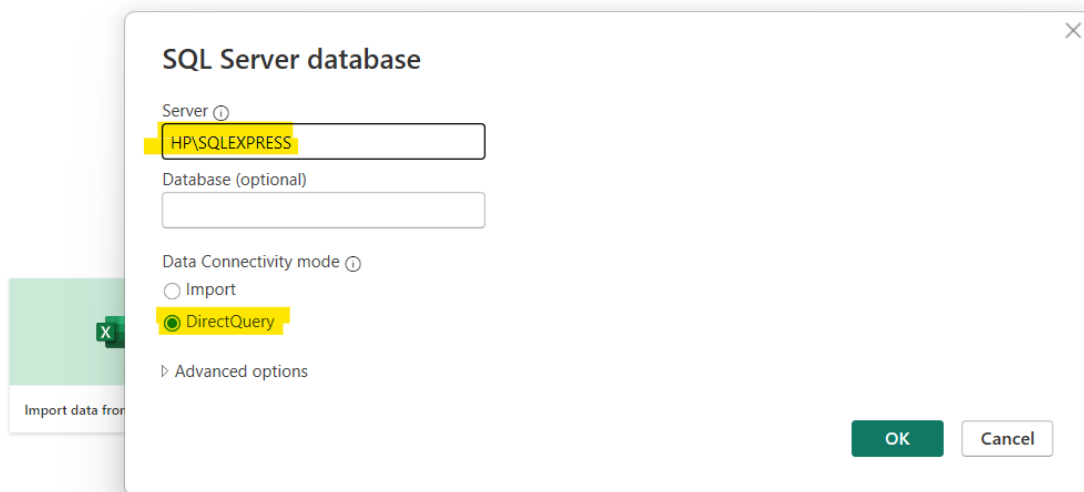 SQL Server database
Server
HP\SQLEXPRESS
Database (optional)
Data Connectivity mode
Import
DirectQuery
Advanced options
X
Import data from
OK
Cancel